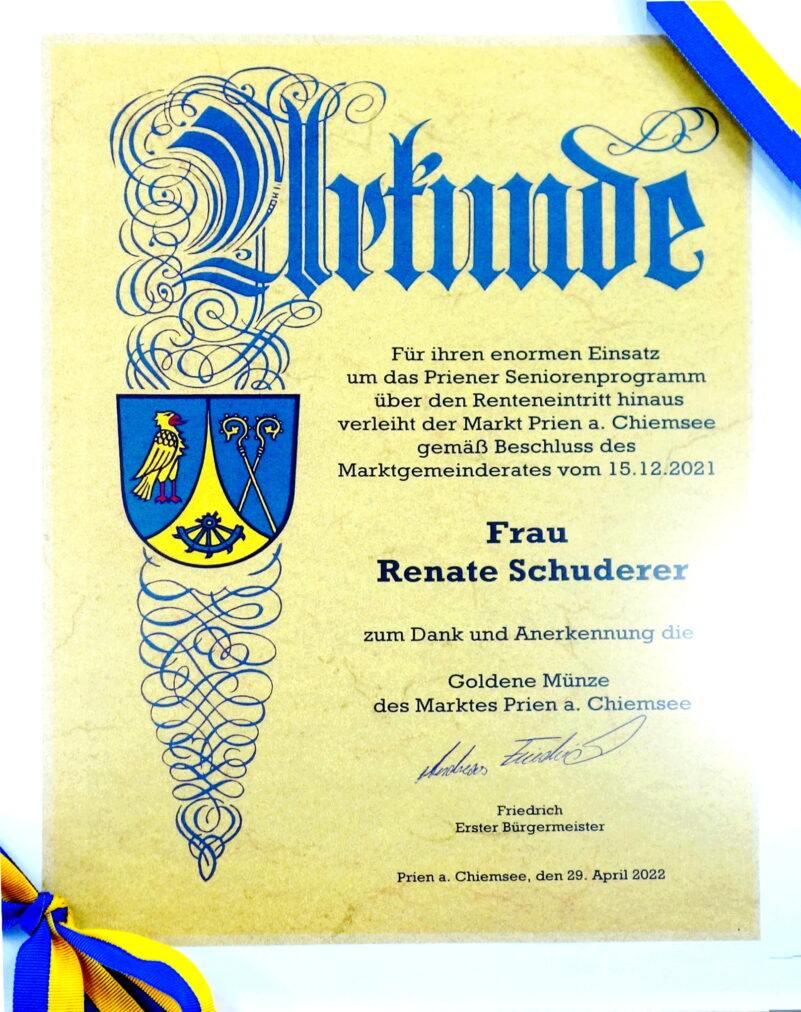 Urkunde
Für ihren enormen Einsatz
um das Priener Seniorenprogramm
über den Renteneintritt hinaus
verleiht der Markt Prien a. Chiemsee
gemäß Beschluss des
Marktgemeinderates vom 15.12.2021
Frau
Renate Schuderer
zum Dank und Anerkennung die
Goldene Münze
des Marktes Prien a. Chiemsee
Andreas Friedrich
Friedrich
Erster Bürgermeister
Prien a. Chiemsee, den 29. April 2022